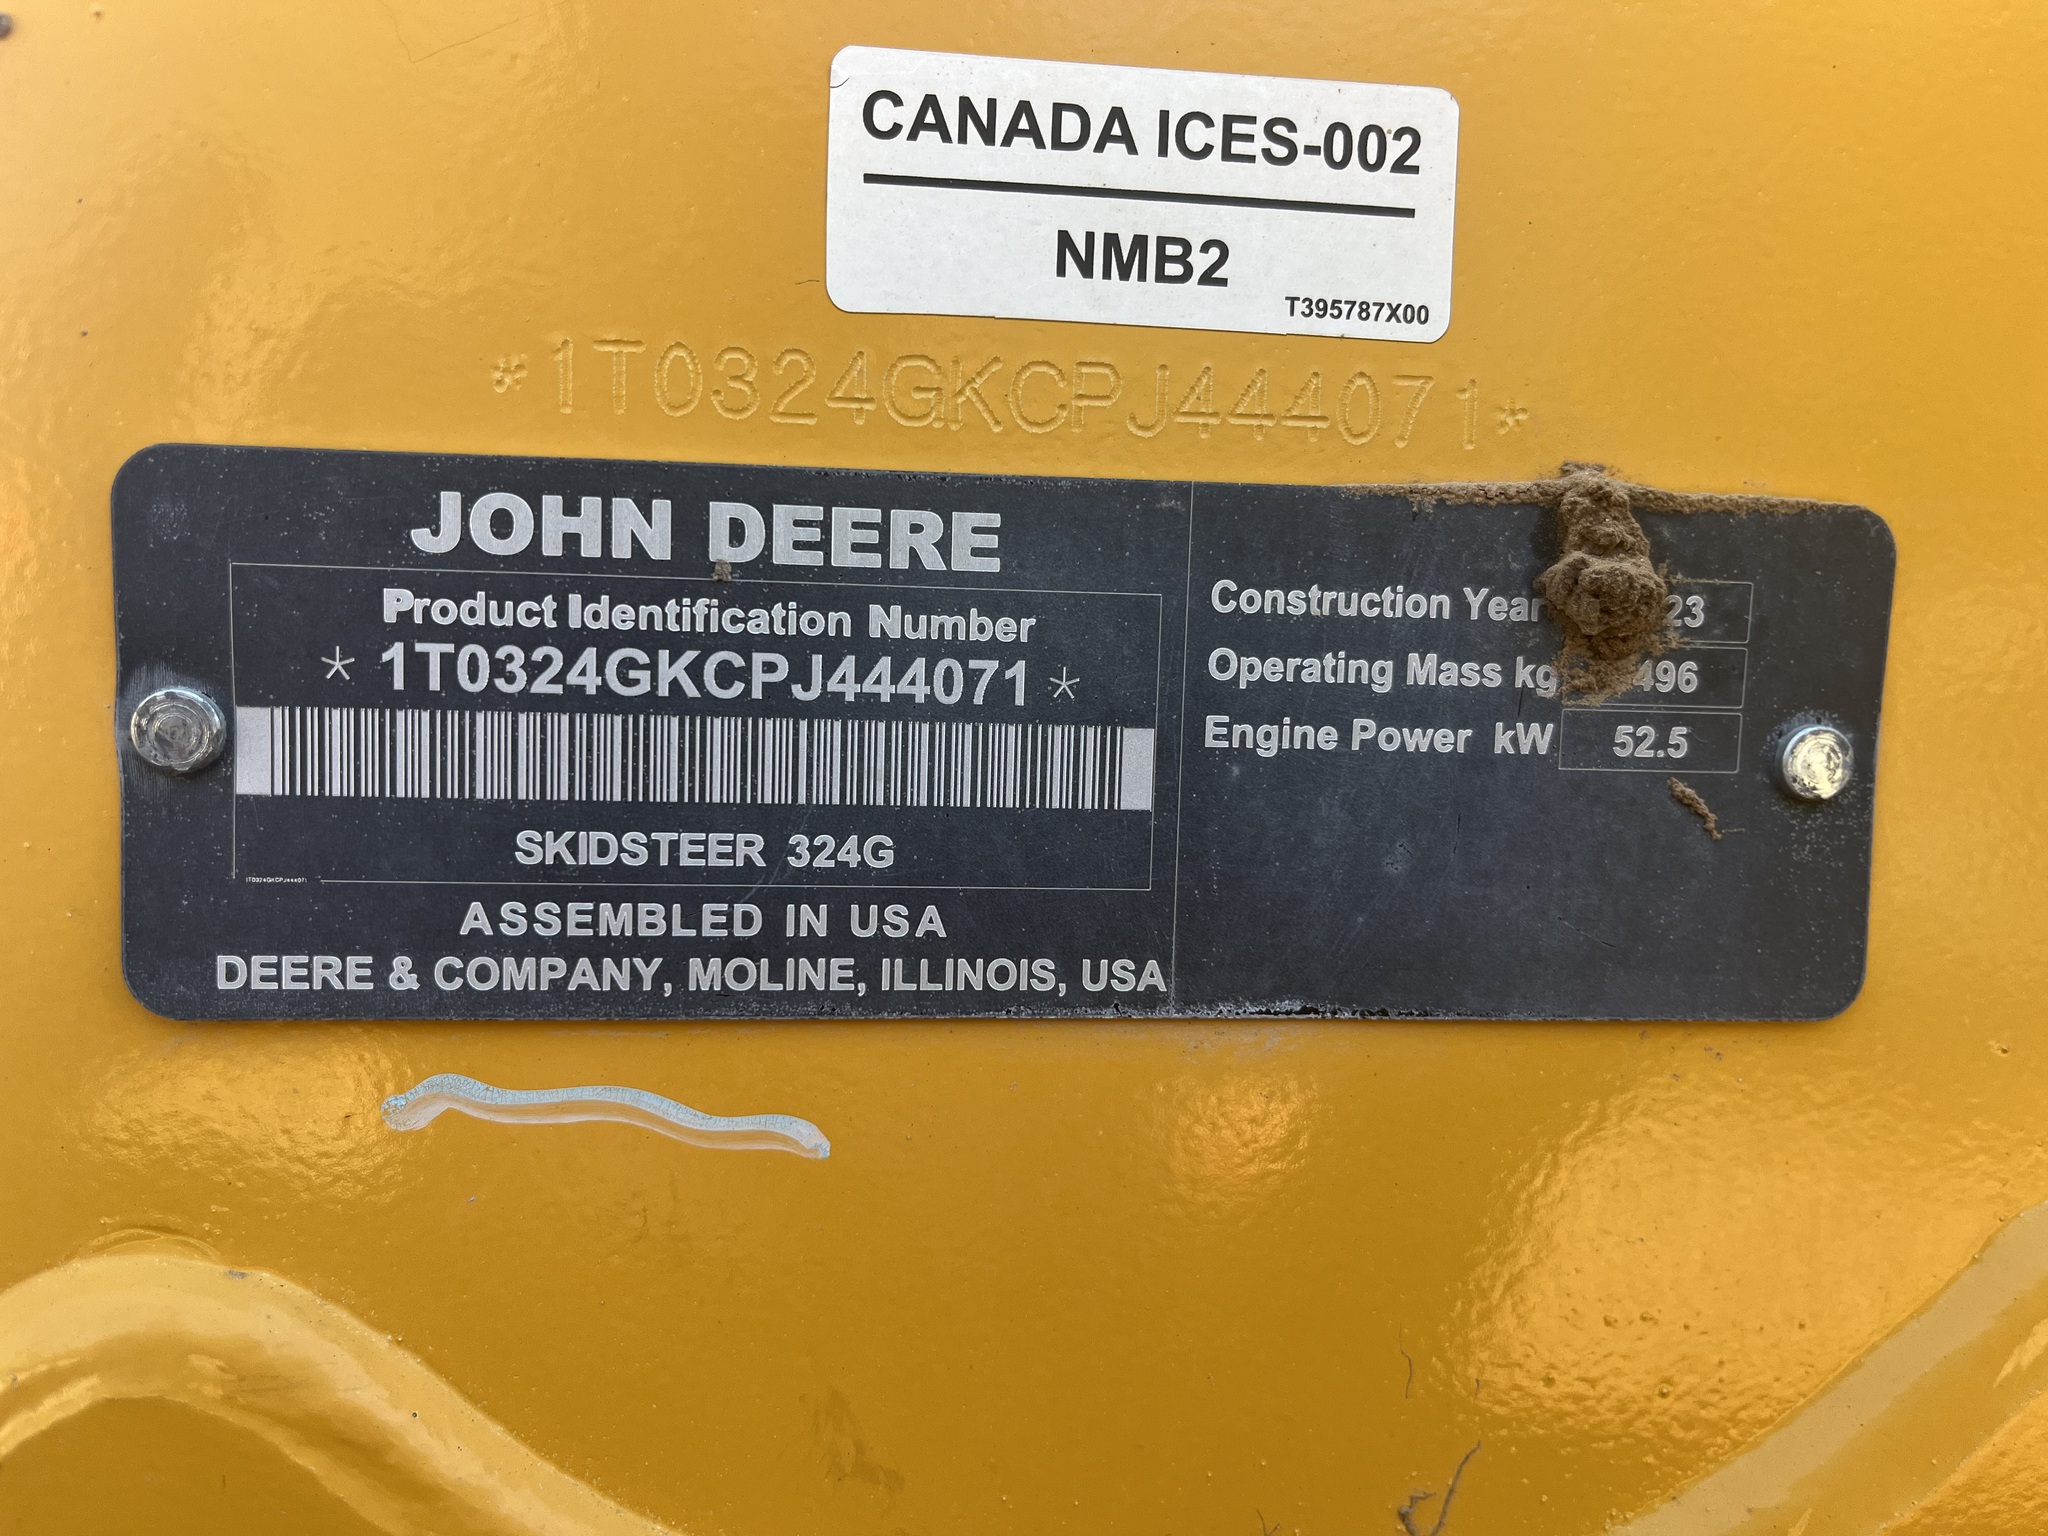 CANADA ICES-002
NMB2
T395787X00
*1T0324GKCPJ444071*
JOHN DEERE
Product Identification Number
* 1T0324GKCPJ444071 *
SKIDSTEER 324G
1T0324GKCPJ444071
ASSEMBLED IN USA
DEERE & COMPANY, MOLINE, ILLINOIS, USA
Construction Year
Operating Mass kg
Engine Power kW 52.5